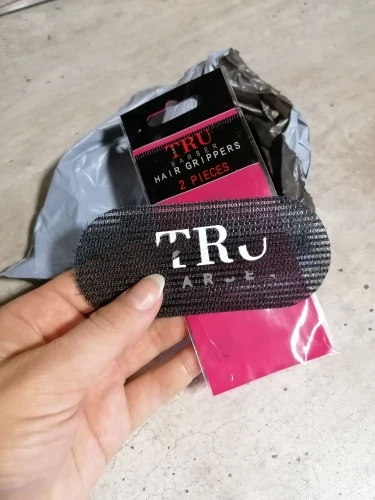 TRU
BARBER
HAIR GRIPPERS
2 PIECES
TRU